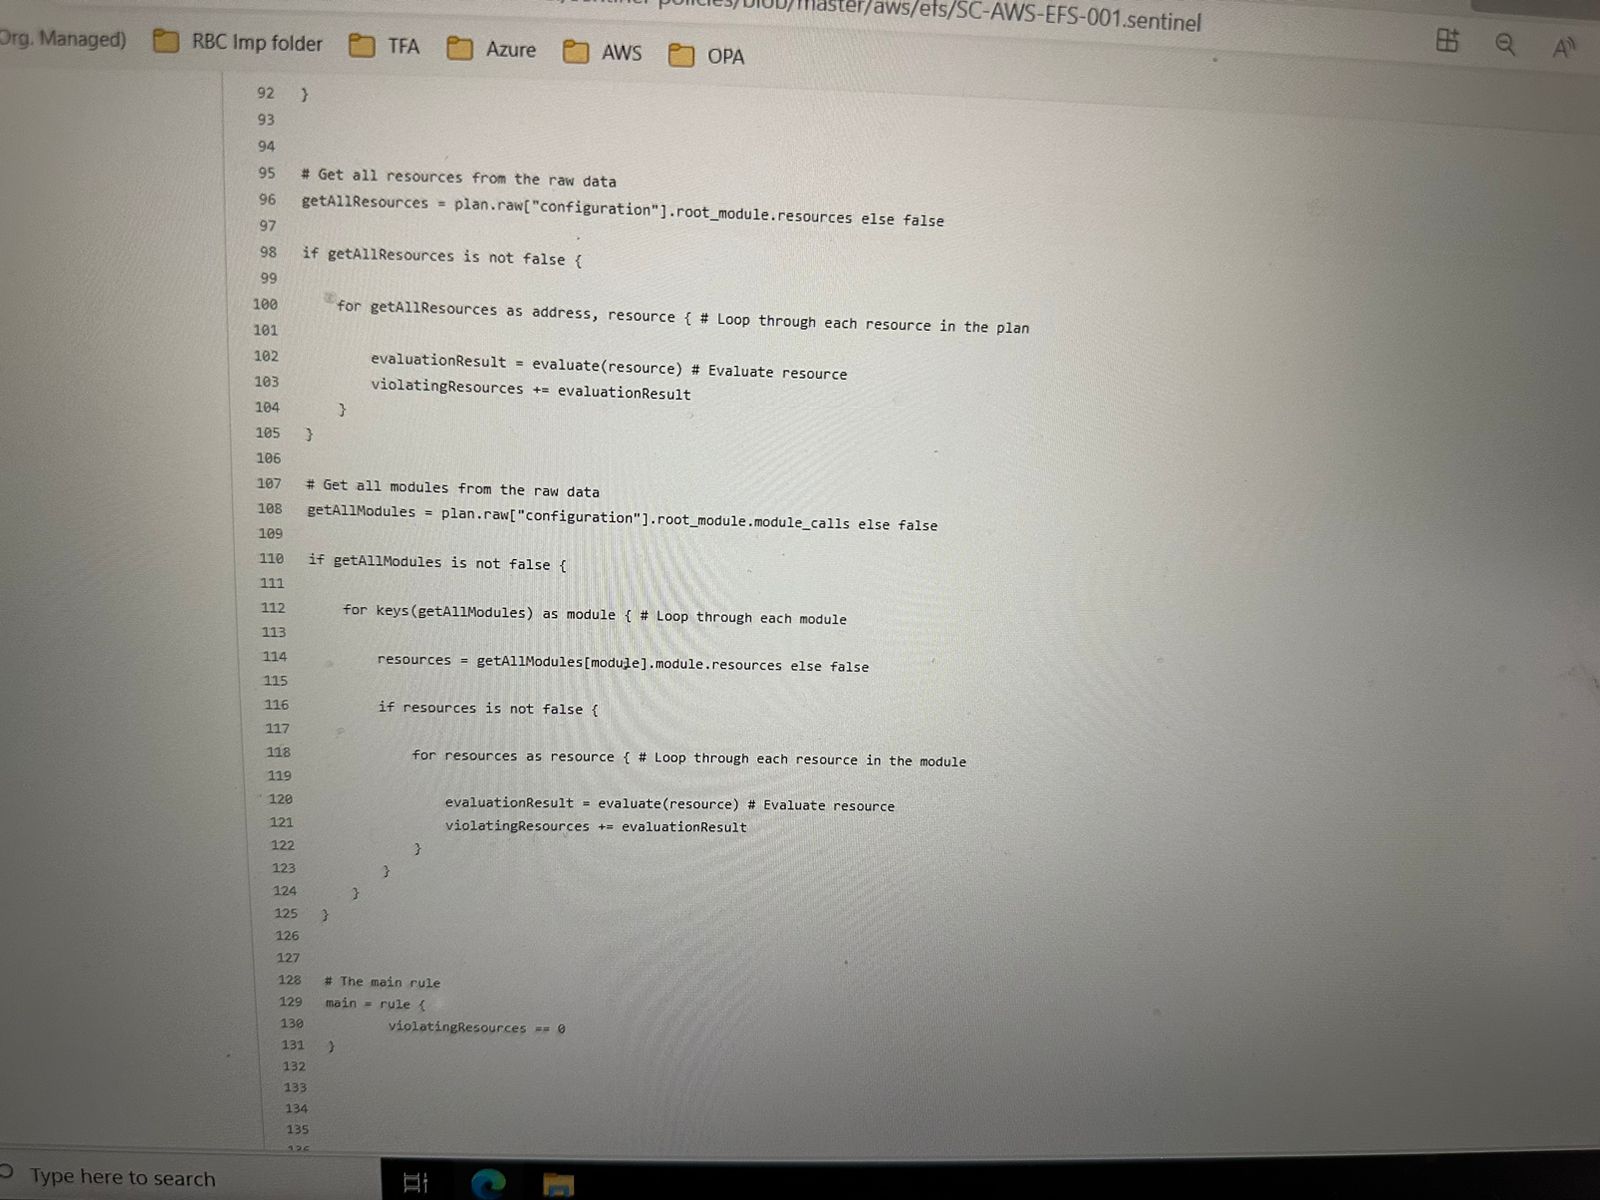 policies/blob/master/aws/efs/SC-AWS-EFS-001.sentinel
Org. Managed) RBC Imp folder TFA Azure AWS OPA
92 }
93
94
95 # Get all resources from the raw data
96 getAllResources = plan.raw["configuration"].root_module.resources else false
97
98 if getAllResources is not false {
99
100 for getAllResources as address, resource { # Loop through each resource in the plan
101
102 evaluationResult = evaluate(resource) # Evaluate resource
103 violatingResources += evaluationResult
104 }
105 }
106
107 # Get all modules from the raw data
108 getAllModules = plan.raw["configuration"].root_module.module_calls else false
109
110 if getAllModules is not false {
111
112 for keys(getAllModules) as module { # Loop through each module
113
114 resources = getAllModules[module].module.resources else false
115
116 if resources is not false {
117
118 for resources as resource { # Loop through each resource in the module
119
120 evaluationResult = evaluate(resource) # Evaluate resource
121 violatingResources += evaluationResult
122 }
123 }
124 }
125 }
126
127
128 # The main rule
129 main = rule {
130 violatingResources == 0
131 }
132
133
134
135
Type here to search